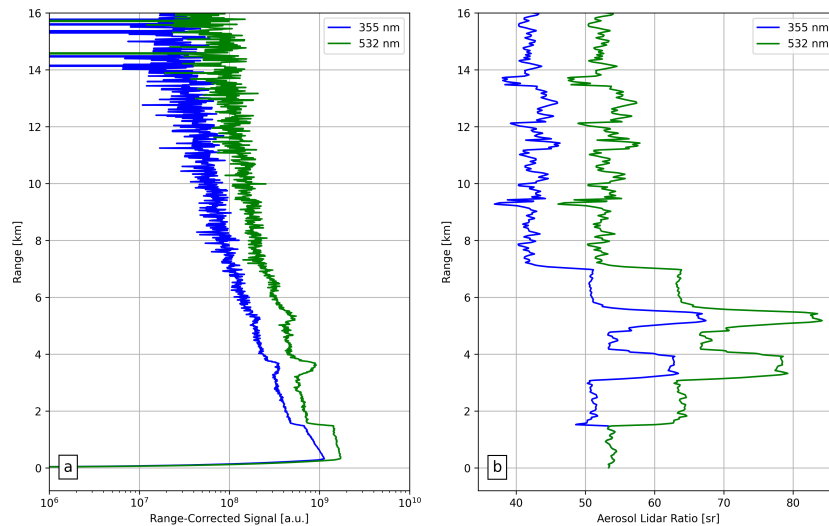 16
14
12
10
8
6
4
2
0
Range [km]
355 nm
532 nm
a
10^6 10^7 10^8 10^9 10^10
Range-Corrected Signal [a.u.]
16
14
12
10
8
6
4
2
0
Range [km]
355 nm
532 nm
b
40 50 60 70 80
Aerosol Lidar Ratio [sr]